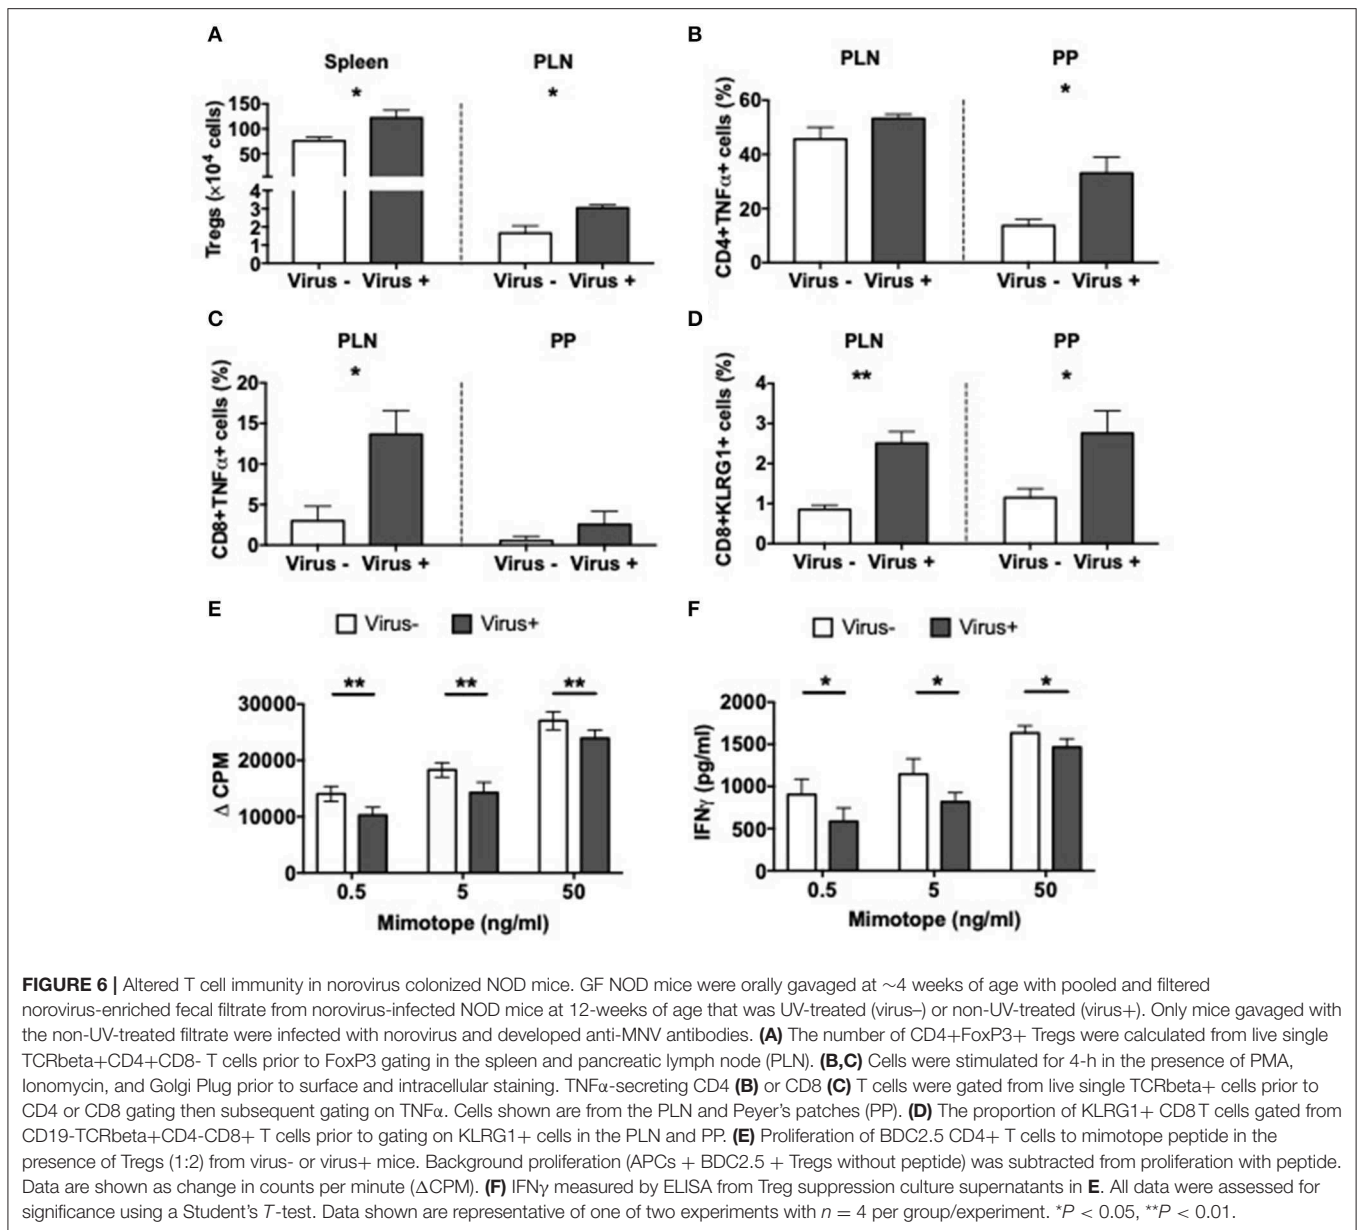 A
Spleen
PLN
*
*
Tregs (×10⁴ cells)
150
100
50
4
3
2
1
0
Virus - Virus +
Virus - Virus +
B
PLN
PP
*
CD4+TNFα+ cells (%)
60
40
20
0
Virus - Virus +
Virus - Virus +
C
PLN
PP
*
CD8+TNFα+ cells (%)
20
15
10
5
0
Virus - Virus +
Virus - Virus +
D
PLN
PP
**
*
CD8+KLRG1+ cells (%)
4
3
2
1
0
Virus - Virus +
Virus - Virus +
E
Virus- Virus+
** ** **
Δ CPM
30000
20000
10000
0
0.5 5 50
Mimotope (ng/ml)
F
Virus- Virus+
* * *
IFNγ (pg/ml)
2000
1500
1000
500
0
0.5 5 50
Mimotope (ng/ml)
FIGURE 6 | Altered T cell immunity in norovirus colonized NOD mice. GF NOD mice were orally gavaged at ∼4 weeks of age with pooled and filtered
norovirus-enriched fecal filtrate from norovirus-infected NOD mice at 12-weeks of age that was UV-treated (virus–) or non-UV-treated (virus+). Only mice gavaged with
the non-UV-treated filtrate were infected with norovirus and developed anti-MNV antibodies. (A) The number of CD4+FoxP3+ Tregs were calculated from live single
TCRbeta+CD4+CD8- T cells prior to FoxP3 gating in the spleen and pancreatic lymph node (PLN). (B,C) Cells were stimulated for 4-h in the presence of PMA,
Ionomycin, and Golgi Plug prior to surface and intracellular staining. TNFα-secreting CD4 (B) or CD8 (C) T cells were gated from live single TCRbeta+ cells prior to
CD4 or CD8 gating then subsequent gating on TNFα. Cells shown are from the PLN and Peyer's patches (PP). (D) The proportion of KLRG1+ CD8 T cells gated from
CD19-TCRbeta+CD4-CD8+ T cells prior to gating on KLRG1+ cells in the PLN and PP. (E) Proliferation of BDC2.5 CD4+ T cells to mimotope peptide in the
presence of Tregs (1:2) from virus- or virus+ mice. Background proliferation (APCs + BDC2.5 + Tregs without peptide) was subtracted from proliferation with peptide.
Data are shown as change in counts per minute (ΔCPM). (F) IFNγ measured by ELISA from Treg suppression culture supernatants in E. All data were assessed for
significance using a Student's T-test. Data shown are representative of one of two experiments with n = 4 per group/experiment. *P < 0.05, **P < 0.01.